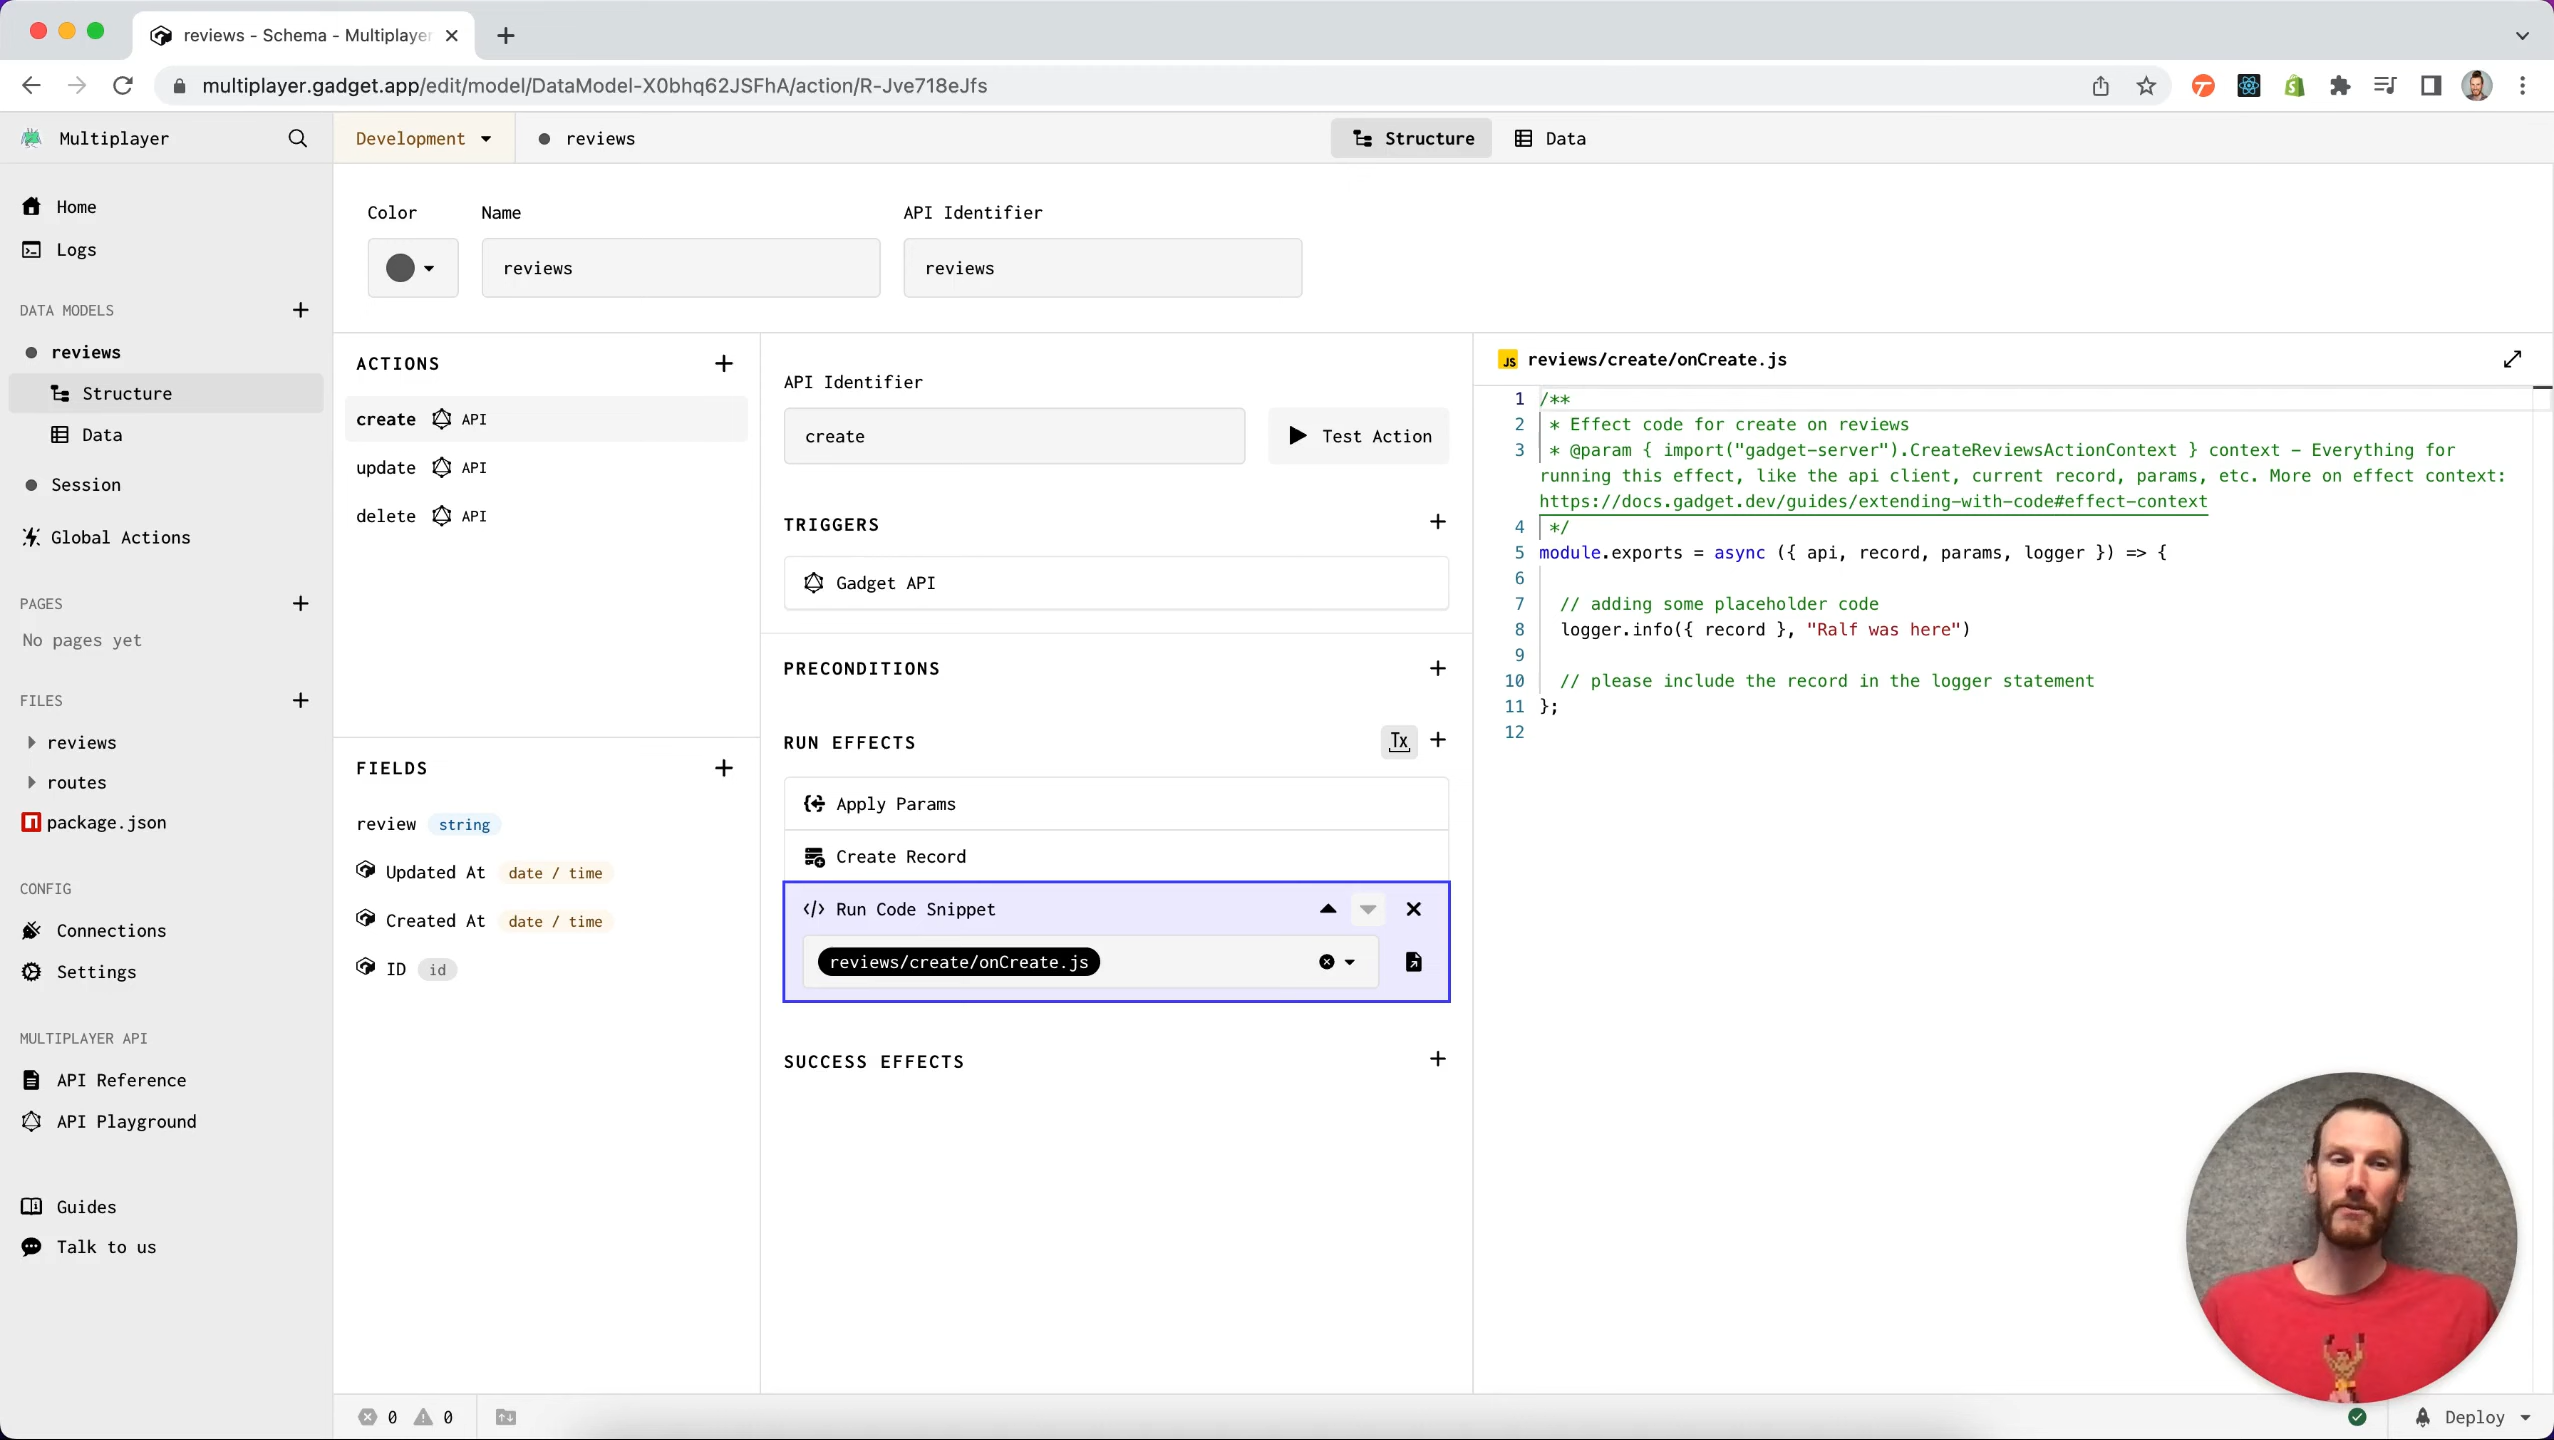 reviews - Schema - Multiplayer
multiplayer.gadget.app/edit/model/DataModel-X0bhq62JSFhA/action/R-Jve718eJfs
Multiplayer
Development
reviews
Structure
Data
Home
Logs
DATA MODELS
reviews
Structure
Data
Session
Global Actions
PAGES
No pages yet
FILES
reviews
routes
package.json
CONFIG
Connections
Settings
MULTIPLAYER API
API Reference
API Playground
Guides
Talk to us
Color
Name
API Identifier
reviews
reviews
ACTIONS
create API
update API
delete API
FIELDS
review string
Updated At date / time
Created At date / time
ID id
API Identifier
create
Test Action
TRIGGERS
Gadget API
PRECONDITIONS
RUN EFFECTS
Tx
Apply Params
Create Record
Run Code Snippet
reviews/create/onCreate.js
SUCCESS EFFECTS
JS reviews/create/onCreate.js
1 /**
2 * Effect code for create on reviews
3 * @param { import("gadget-server").CreateReviewsActionContext } context - Everything for
running this effect, like the api client, current record, params, etc. More on effect context:
https://docs.gadget.dev/guides/extending-with-code#effect-context
4 */
5 module.exports = async ({ api, record, params, logger }) => {
6
7 // adding some placeholder code
8 logger.info({ record }, "Ralf was here")
9
10 // please include the record in the logger statement
11 };
12
0 0
Deploy